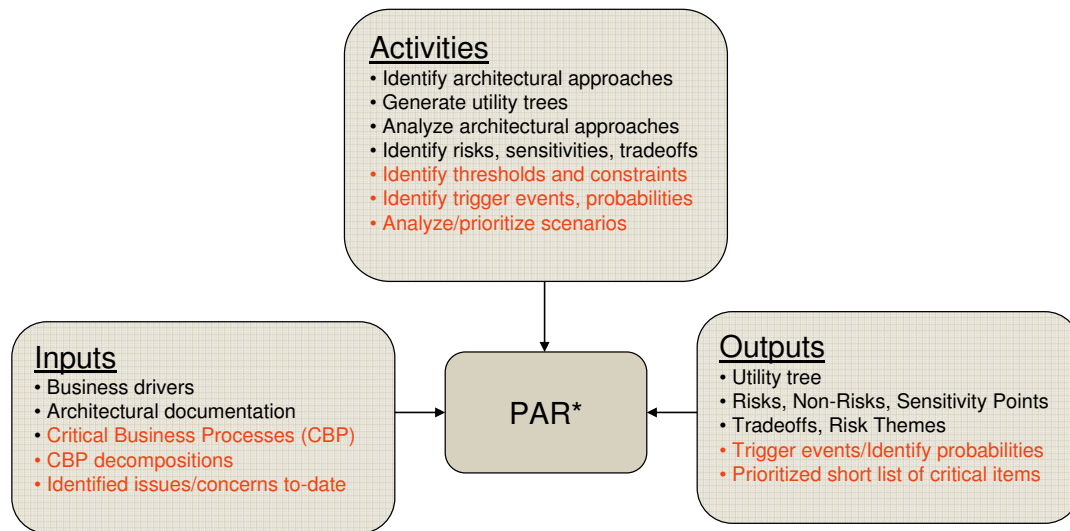 Activities
• Identify architectural approaches
• Generate utility trees
• Analyze architectural approaches
• Identify risks, sensitivities, tradeoffs
• Identify thresholds and constraints
• Identify trigger events, probabilities
• Analyze/prioritize scenarios
Inputs
• Business drivers
• Architectural documentation
• Critical Business Processes (CBP)
• CBP decompositions
• Identified issues/concerns to-date
PAR*
Outputs
• Utility tree
• Risks, Non-Risks, Sensitivity Points
• Tradeoffs, Risk Themes
• Trigger events/Identify probabilities
• Prioritized short list of critical items